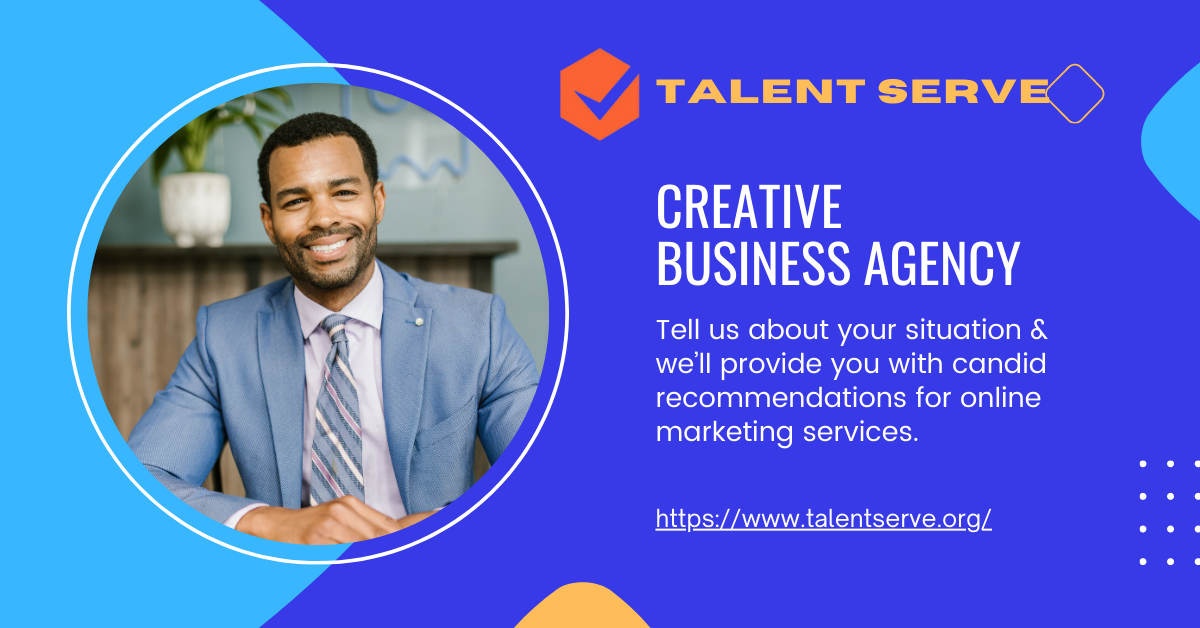 TALENT SERVE
CREATIVE
BUSINESS AGENCY
Tell us about your situation &
we'll provide you with candid
recommendations for online
marketing services.
https://www.talentserve.org/